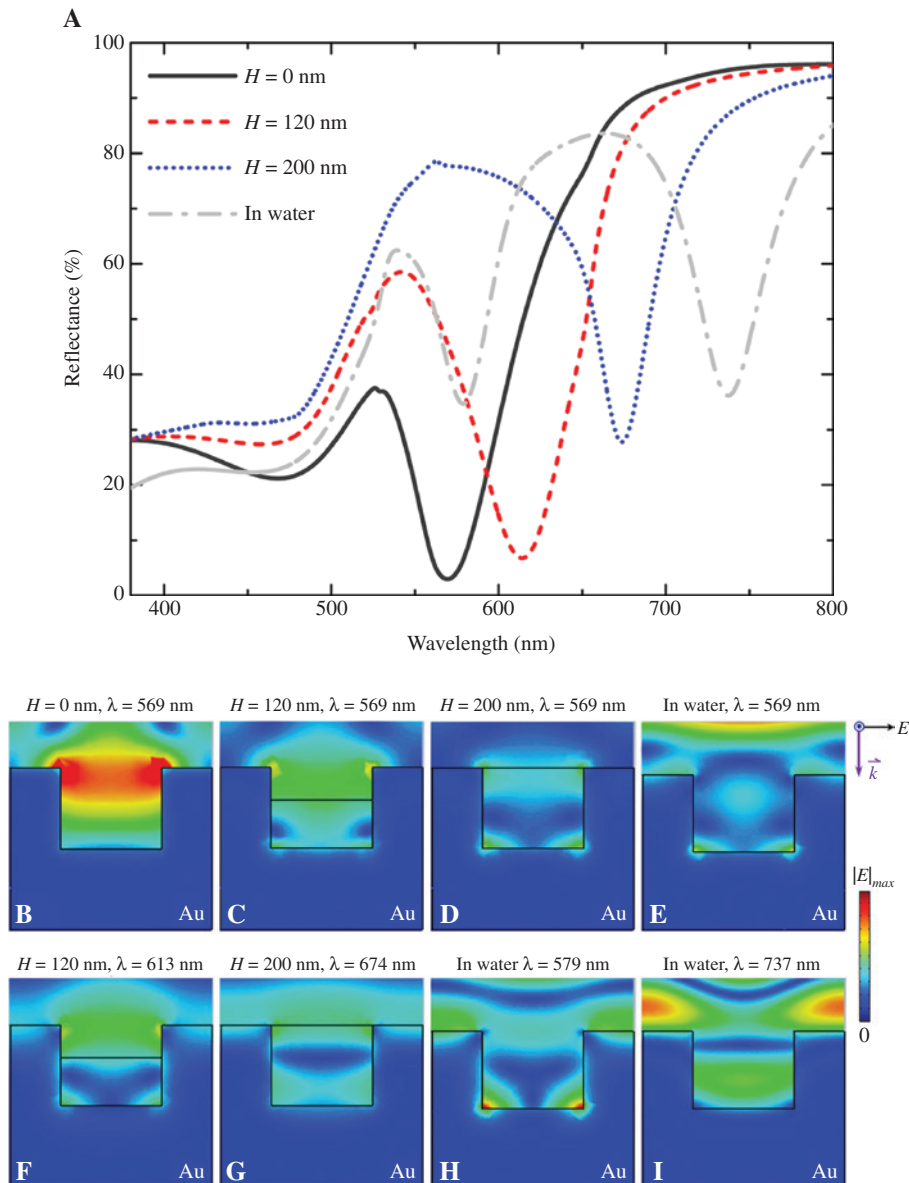 A
100
80
60
40
20
0
Reflectance (%)
H = 0 nm
H = 120 nm
H = 200 nm
In water
400
500
600
700
800
Wavelength (nm)
H = 0 nm, λ = 569 nm
H = 120 nm, λ = 569 nm
H = 200 nm, λ = 569 nm
In water, λ = 569 nm
E
k
B
Au
C
Au
D
Au
E
Au
|E|max
0
H = 120 nm, λ = 613 nm
H = 200 nm, λ = 674 nm
In water λ = 579 nm
In water, λ = 737 nm
F
Au
G
Au
H
Au
I
Au